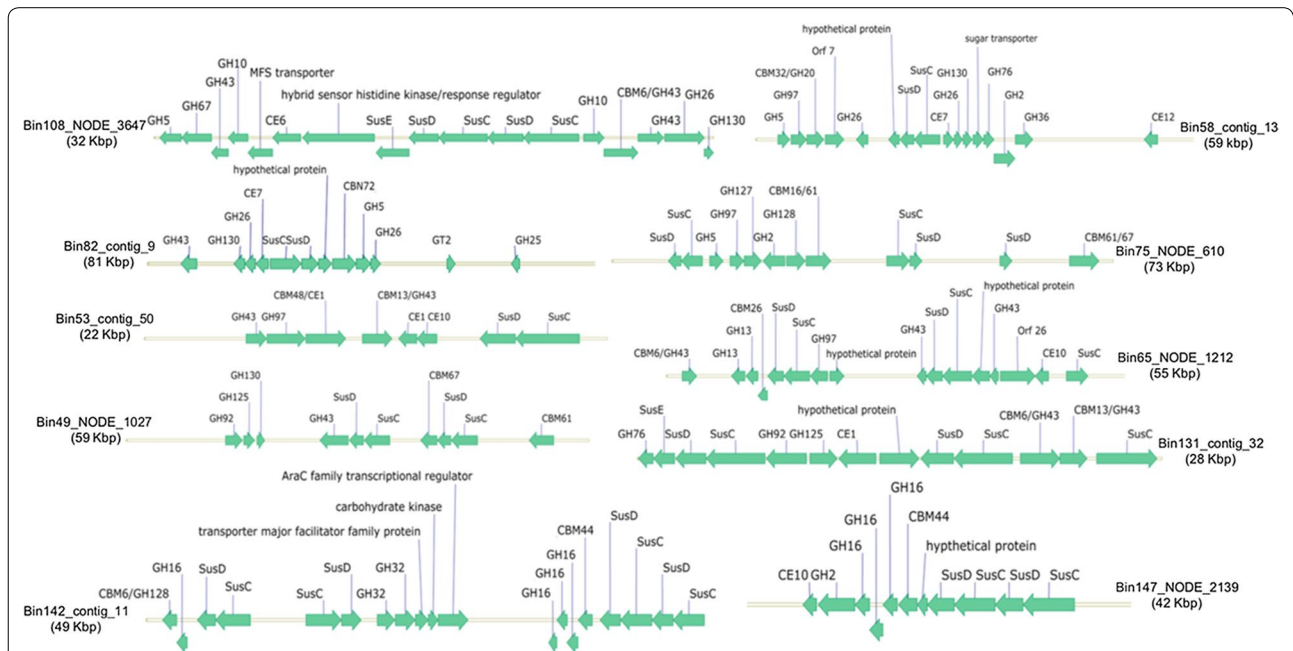 GH5
GH67
GH43
GH10
MFS transporter
CE6
hybrid sensor histidine kinase/response regulator
SusE
SusD
SusC
SusD
SusC
GH10
CBM6/GH43
GH43
GH26
GH130
Bin108_NODE_3647
(32 Kbp)
GH5
GH97
CBM32/GH20
Orf 7
GH26
hypothetical protein
SusD
SusC
CE7
GH26
GH130
sugar transporter
GH76
GH2
GH36
CE12
Bin58_contig_13
(59 kbp)
Bin82_contig_9
(81 Kbp)
GH43
GH130
GH26
CE7
SusC
SusD
hypothetical protein
CBN72
GH5
GH26
GT2
GH25
SusD
SusC
GH5
GH97
GH127
GH2
GH128
CBM16/61
SusC
SusD
SusD
CBM61/67
Bin75_NODE_610
(73 Kbp)
Bin53_contig_50
(22 Kbp)
GH43
GH97
CBM48/CE1
CBM13/GH43
CE1
CE10
SusD
SusC
CBM6/GH43
GH13
GH13
CBM26
SusD
SusC
GH97
hypothetical protein
GH43
SusD
SusC
hypothetical protein
GH43
Orf 26
CE10
SusC
Bin65_NODE_1212
(55 Kbp)
Bin49_NODE_1027
(59 Kbp)
GH92
GH125
GH130
GH43
SusD
SusC
CBM67
SusD
SusC
CBM61
GH76
SusE
SusD
SusC
GH92
GH125
CE1
hypothetical protein
SusD
SusC
CBM6/GH43
CBM13/GH43
SusC
Bin131_contig_32
(28 Kbp)
Bin142_contig_11
(49 Kbp)
CBM6/GH128
GH16
SusD
SusC
SusC
SusD
GH32
GH32
transporter major facilitator family protein
carbohydrate kinase
AraC family transcriptional regulator
GH16
GH16
GH16
CBM44
SusD
SusC
SusD
SusC
CE10
GH2
GH16
GH16
GH16
CBM44
hypthetical protein
SusD
SusC
SusD
SusC
Bin147_NODE_2139
(42 Kbp)